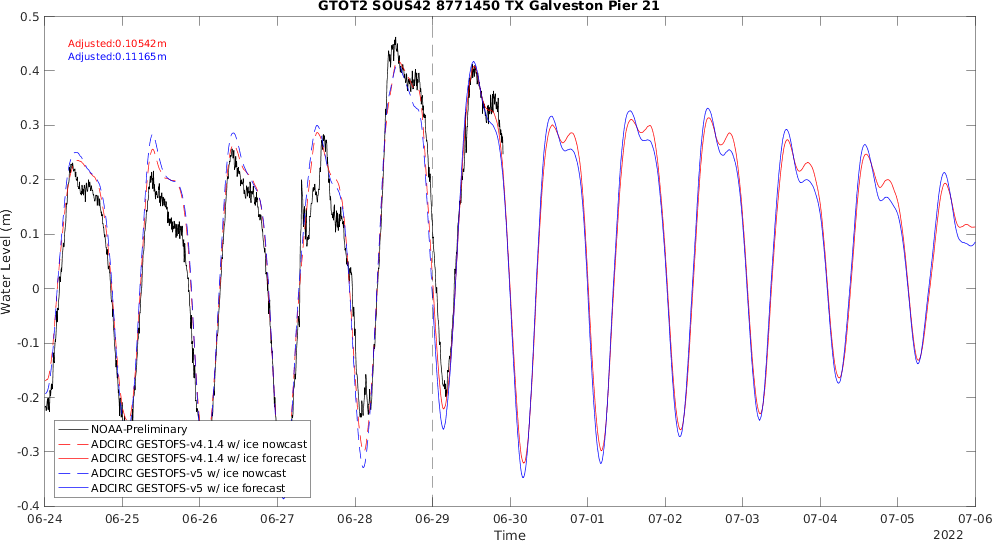 GTOT2 SOUS42 8771450 TX Galveston Pier 21
Adjusted:0.10542m
Adjusted:0.11165m
0.5
0.4
0.3
0.2
0.1
0
-0.1
-0.2
-0.3
-0.4
Water Level (m)
NOAA-Preliminary
ADCIRC GESTOFS-v4.1.4 w/ ice nowcast
ADCIRC GESTOFS-v4.1.4 w/ ice forecast
ADCIRC GESTOFS-v5 w/ ice nowcast
ADCIRC GESTOFS-v5 w/ ice forecast
06-24 06-25 06-26 06-27 06-28 06-29 06-30 07-01 07-02 07-03 07-04 07-05 07-06
Time
2022